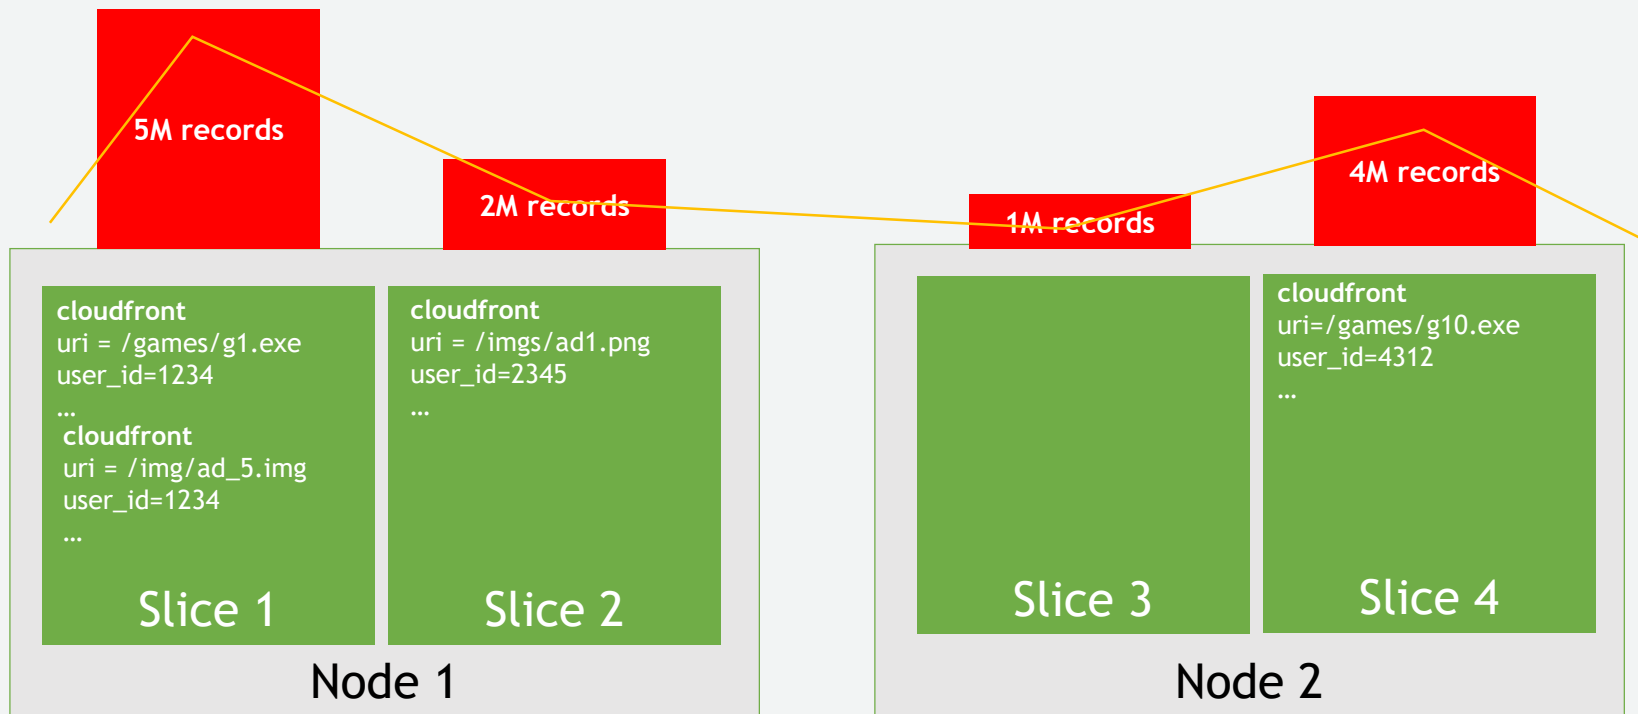 5M records
2M records
1M records
4M records
cloudfront
uri = /games/g1.exe
user_id=1234
…
cloudfront
uri = /img/ad_5.img
user_id=1234
…
Slice 1
cloudfront
uri = /imgs/ad1.png
user_id=2345
…
Slice 2
Node 1
Slice 3
cloudfront
uri=/games/g10.exe
user_id=4312
…
Slice 4
Node 2